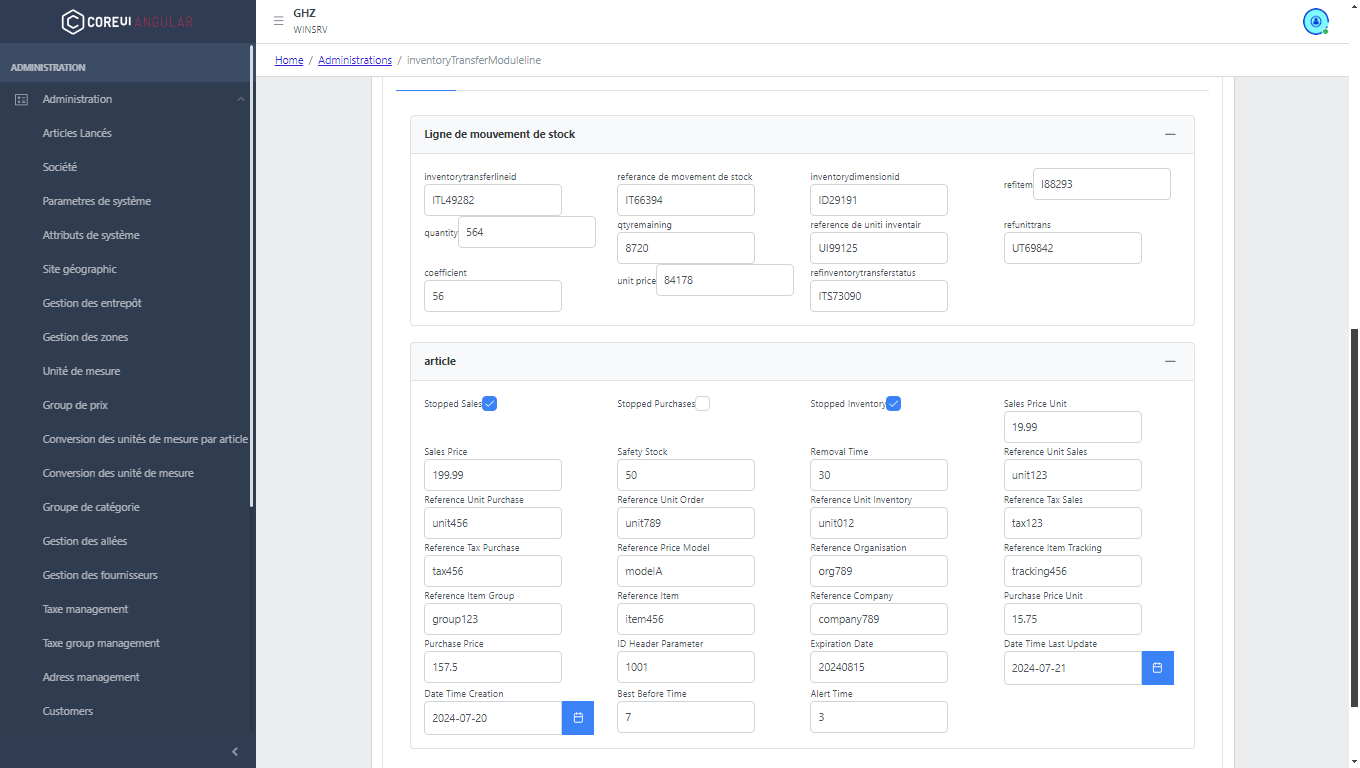 COREUI ANGULAR
ADMINISTRATION
Administration
Articles Lancés
Société
Parametres de système
Attributs de système
Site géographic
Gestion des entrepôt
Gestion des zones
Unité de mesure
Group de prix
Conversion des unités de mesure par article
Conversion des unité de mesure
Groupe de catégorie
Gestion des allées
Gestion des fournisseurs
Taxe management
Taxe group management
Adress management
Customers
GHZ
WINSRV
Home / Administrations / inventoryTransferModuleline
Ligne de mouvement de stock
inventorytransferlineid
ITL49282
referance de movement de stock
IT66394
inventorydimensionid
ID29191
refitem I88293
quantity 564
qtyremaining
8720
reference de uniti inventair
UI99125
refunittrans
UT69842
coefficient
56
unit price 84178
refinventorytransferstatus
ITS73090
article
Stopped Sales
Stopped Purchases
Stopped Inventory
Sales Price Unit
19.99
Sales Price
199.99
Safety Stock
50
Removal Time
30
Reference Unit Sales
unit123
Reference Unit Purchase
unit456
Reference Unit Order
unit789
Reference Unit Inventory
unit012
Reference Tax Sales
tax123
Reference Tax Purchase
tax456
Reference Price Model
modelA
Reference Organisation
org789
Reference Item Tracking
tracking456
Reference Item Group
group123
Reference Item
item456
Reference Company
company789
Purchase Price Unit
15.75
Purchase Price
157.5
ID Header Parameter
1001
Expiration Date
20240815
Date Time Last Update
2024-07-21
Date Time Creation
2024-07-20
Best Before Time
7
Alert Time
3